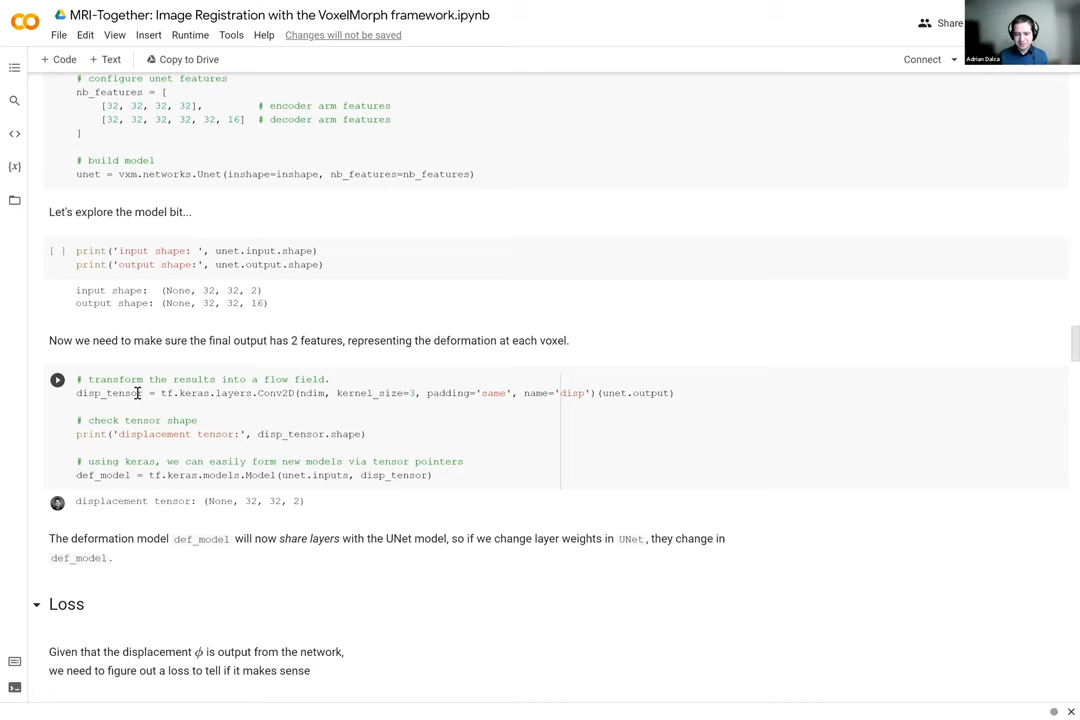 MRI-Together: Image Registration with the VoxelMorph framework.ipynb
File Edit View Insert Runtime Tools Help Changes will not be saved
Share
Adrian Dalca
+ Code + Text Copy to Drive
Connect
# configure unet features
nb_features = [
[32, 32, 32, 32], # encoder arm features
[32, 32, 32, 32, 32, 16] # decoder arm features
]
# build model
unet = vxm.networks.Unet(inshape=inshape, nb_features=nb_features)
Let's explore the model bit...
[ ] print('input shape: ', unet.input.shape)
print('output shape:', unet.output.shape)
input shape: (None, 32, 32, 2)
output shape: (None, 32, 32, 16)
Now we need to make sure the final output has 2 features, representing the deformation at each voxel.
# transform the results into a flow field.
disp_tensor = tf.keras.layers.Conv2D(ndim, kernel_size=3, padding='same', name='disp')(unet.output)
# check tensor shape
print('displacement tensor:', disp_tensor.shape)
# using keras, we can easily form new models via tensor pointers
def_model = tf.keras.models.Model(unet.inputs, disp_tensor)
displacement tensor: (None, 32, 32, 2)
The deformation model def_model will now share layers with the UNet model, so if we change layer weights in UNet, they change in
def_model.
Loss
Given that the displacement ϕ is output from the network,
we need to figure out a loss to tell if it makes sense